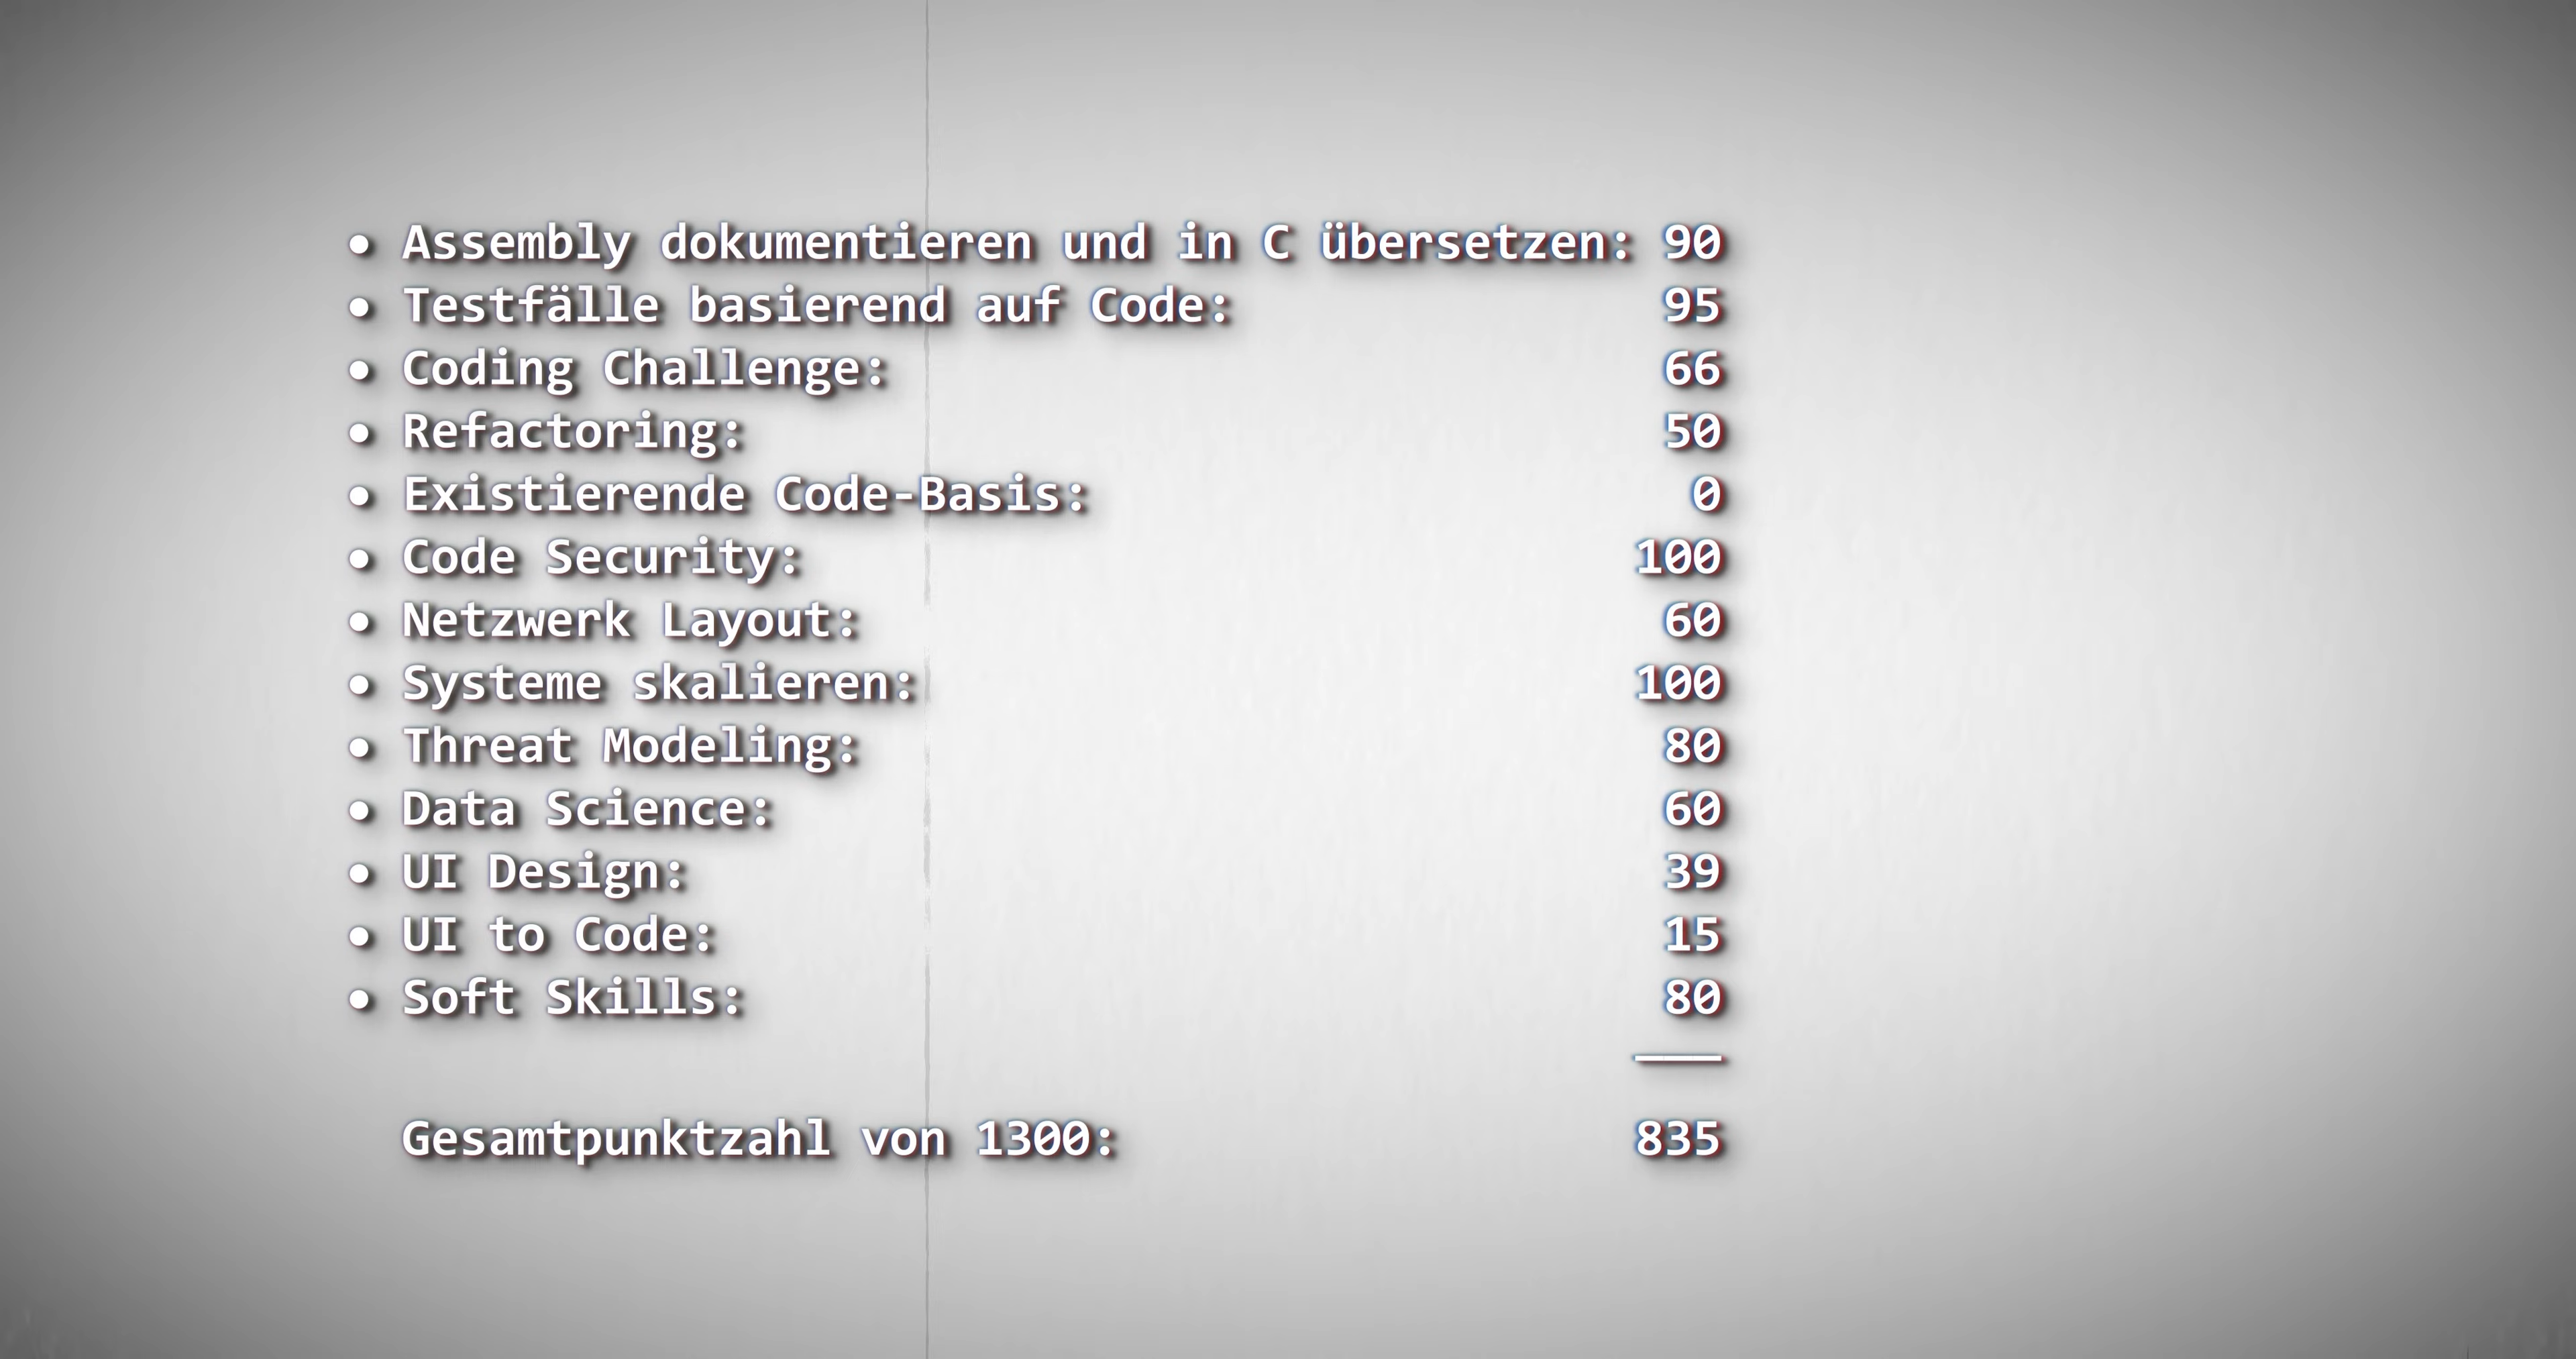 • Assembly dokumentieren und in C übersetzen: 90
• Testfälle basierend auf Code: 95
• Coding Challenge: 66
• Refactoring: 50
• Existierende Code-Basis: 0
• Code Security: 100
• Netzwerk Layout: 60
• Systeme skalieren: 100
• Threat Modeling: 80
• Data Science: 60
• UI Design: 39
• UI to Code: 15
• Soft Skills: 80
Gesamtpunktzahl von 1300: 835